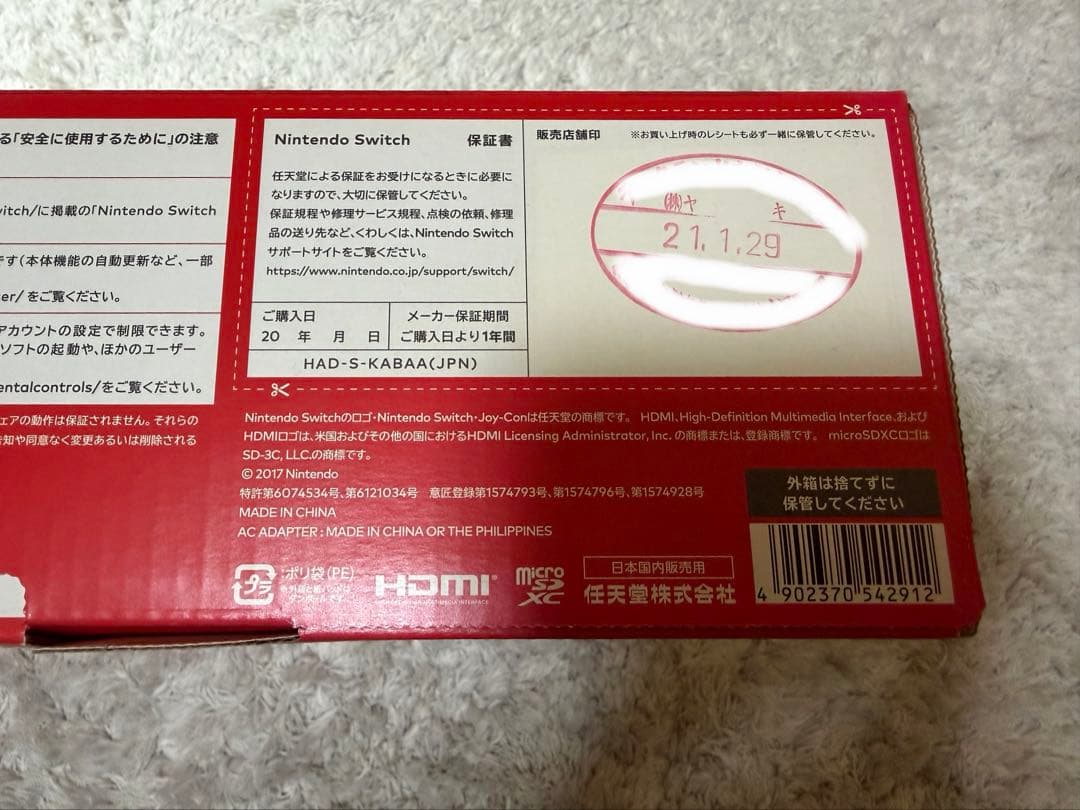 る「安全に使用するために」の注意
witch/に掲載の「Nintendo Switch
です(本体機能の自動更新など、一部
er/ をご覧ください。
アカウントの設定で制限できます。
ソフトの起動や、ほかのユーザー
entalcontrols/をご覧ください。
ェアの動作は保証されません。それらの
告知や同意なく変更あるいは削除される
Nintendo Switch 保証書
任天堂による保証をお受けになるときに必要に
なりますので、大切に保管してください。
保証規程や修理サービス規程、点検の依頼、修理
品の送り先など、くわしくは、Nintendo Switch
サポートサイトをご覧ください。
https://www.nintendo.co.jp/support/switch/
ご購入日 メーカー保証期間
20 年 月 日 ご購入日より1年間
HAD-S-KABAA(JPN)
販売店舗印 ※お買い上げ時のレシートも必ず一緒に保管してください。
㈱ヤ キ
21.1.29
Nintendo Switchのロゴ・Nintendo Switch・Joy-Conは任天堂の商標です。 HDMI、High-Definition Multimedia Interface、および
HDMIロゴは、米国およびその他の国におけるHDMI Licensing Administrator, Inc. の商標または、登録商標です。 microSDXCロゴは
SD-3C, LLC.の商標です。
© 2017 Nintendo
特許第6074534号、第6121034号 意匠登録第1574793号、第1574796号、第1574928号
MADE IN CHINA
AC ADAPTER : MADE IN CHINA OR THE PHILIPPINES
プラ
:ポリ袋(PE)
HDMI
micro SD XC
日本国内販売用
任天堂株式会社
外箱は捨てずに
保管してください
4 902370 542912